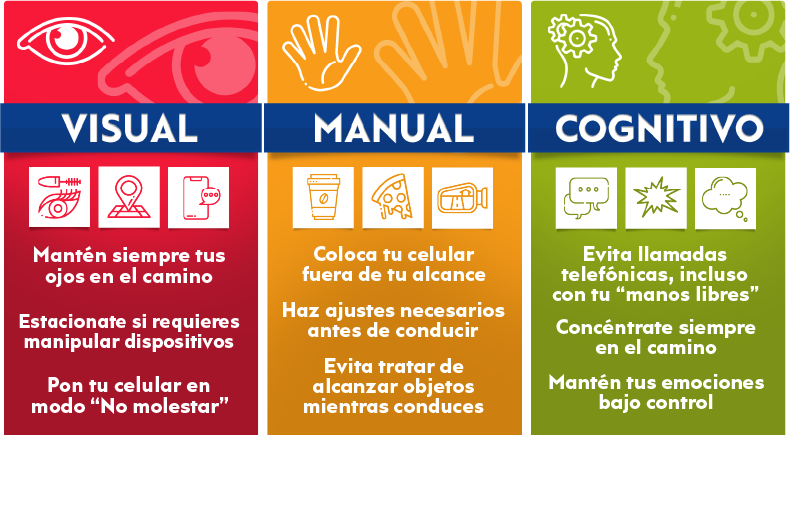 VISUAL
Mantén siempre tus
ojos en el camino
Estacionate si requieres
manipular dispositivos
Pon tu celular en
modo “No molestar”
MANUAL
Coloca tu celular
fuera de tu alcance
Haz ajustes necesarios
antes de conducir
Evita tratar de
alcanzar objetos
mientras conduces
COGNITIVO
Evita llamadas
telefónicas, incluso
con tu “manos libres”
Concéntrate siempre
en el camino
Mantén tus emociones
bajo control